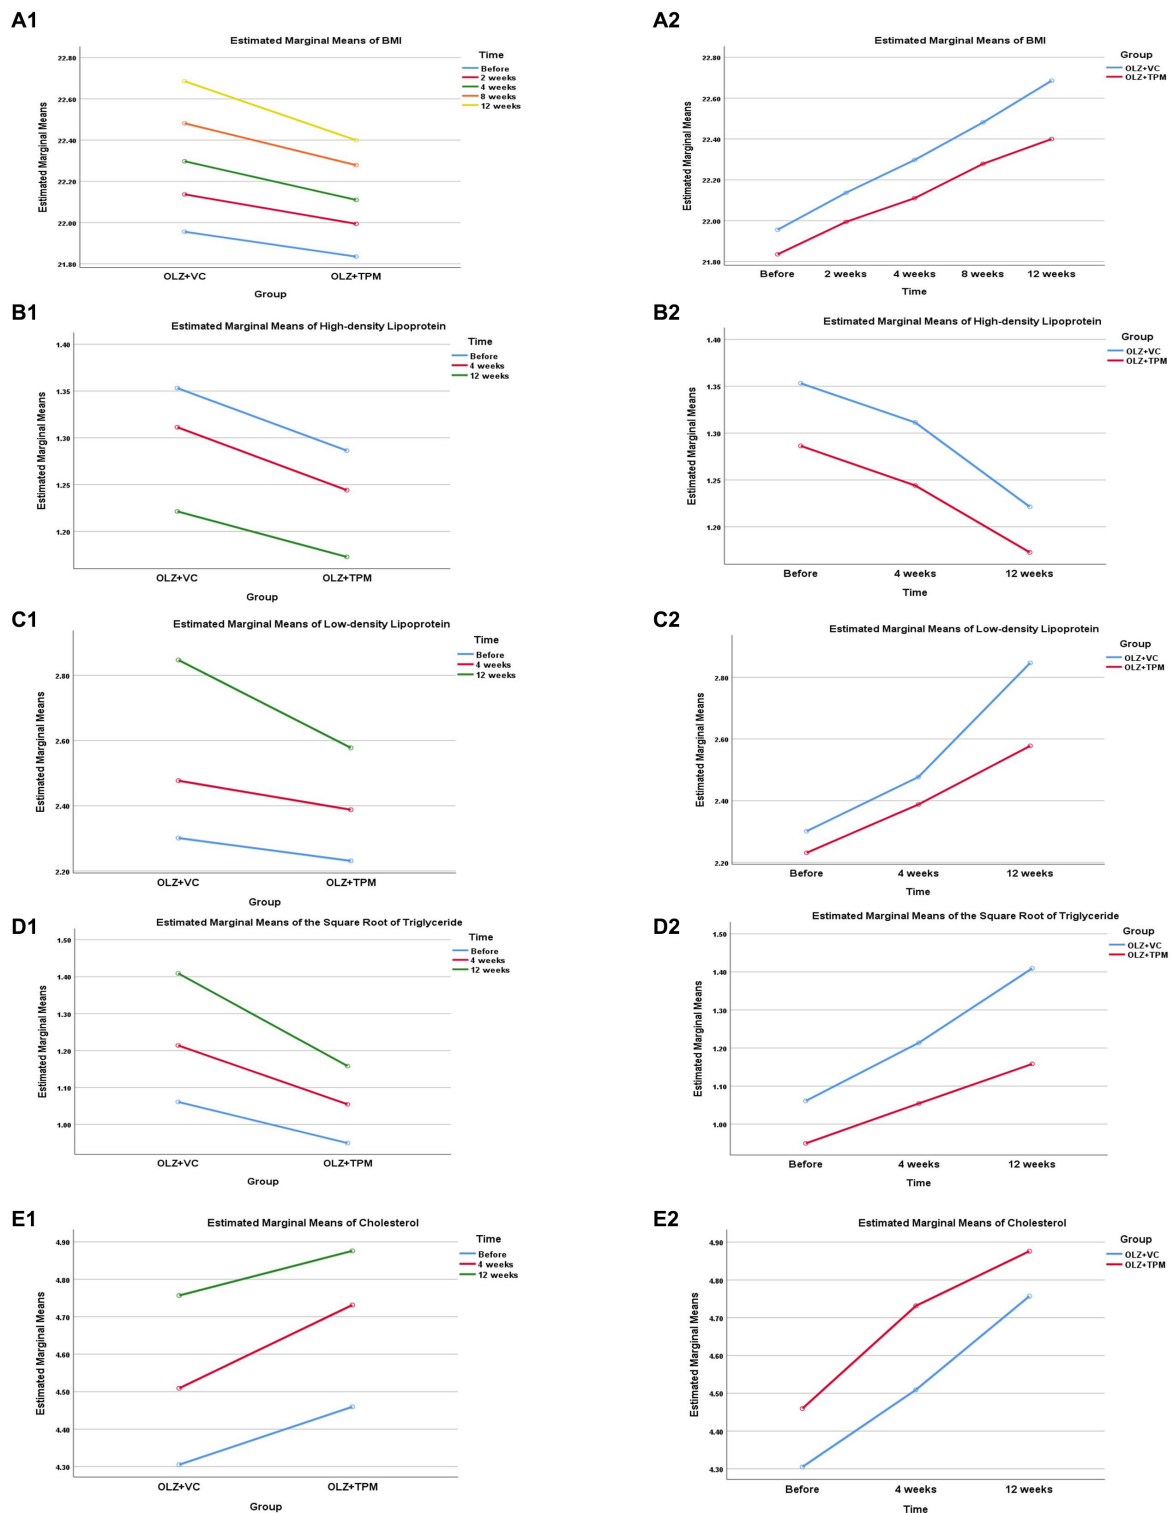 A1
Estimated Marginal Means of BMI
Time
Before
2 weeks
4 weeks
8 weeks
12 weeks
Estimated Marginal Means
22.80
22.60
22.40
22.20
22.00
21.80
OLZ+VC
OLZ+TPM
Group
A2
Estimated Marginal Means of BMI
Group
OLZ+VC
OLZ+TPM
Estimated Marginal Means
22.80
22.60
22.40
22.20
22.00
21.80
Before
2 weeks
4 weeks
8 weeks
12 weeks
Time
B1
Estimated Marginal Means of High-density Lipoprotein
Time
Before
4 weeks
12 weeks
Estimated Marginal Means
1.40
1.35
1.30
1.25
1.20
OLZ+VC
OLZ+TPM
Group
B2
Estimated Marginal Means of High-density Lipoprotein
Group
OLZ+VC
OLZ+TPM
Estimated Marginal Means
1.40
1.35
1.30
1.25
1.20
Before
4 weeks
12 weeks
Time
C1
Estimated Marginal Means of Low-density Lipoprotein
Time
Before
4 weeks
12 weeks
Estimated Marginal Means
2.80
2.60
2.40
2.20
OLZ+VC
OLZ+TPM
Group
C2
Estimated Marginal Means of Low-density Lipoprotein
Group
OLZ+VC
OLZ+TPM
Estimated Marginal Means
2.80
2.60
2.40
2.20
Before
4 weeks
12 weeks
Time
D1
Estimated Marginal Means of the Square Root of Triglyceride
Time
Before
4 weeks
12 weeks
Estimated Marginal Means
1.50
1.40
1.30
1.20
1.10
1.00
OLZ+VC
OLZ+TPM
Group
D2
Estimated Marginal Means of the Square Root of Triglyceride
Group
OLZ+VC
OLZ+TPM
Estimated Marginal Means
1.50
1.40
1.30
1.20
1.10
1.00
Before
4 weeks
12 weeks
Time
E1
Estimated Marginal Means of Cholesterol
Time
Before
4 weeks
12 weeks
Estimated Marginal Means
4.90
4.80
4.70
4.60
4.50
4.40
4.30
OLZ+VC
OLZ+TPM
Group
E2
Estimated Marginal Means of Cholesterol
Group
OLZ+VC
OLZ+TPM
Estimated Marginal Means
4.90
4.80
4.70
4.60
4.50
4.40
4.30
Before
4 weeks
12 weeks
Time